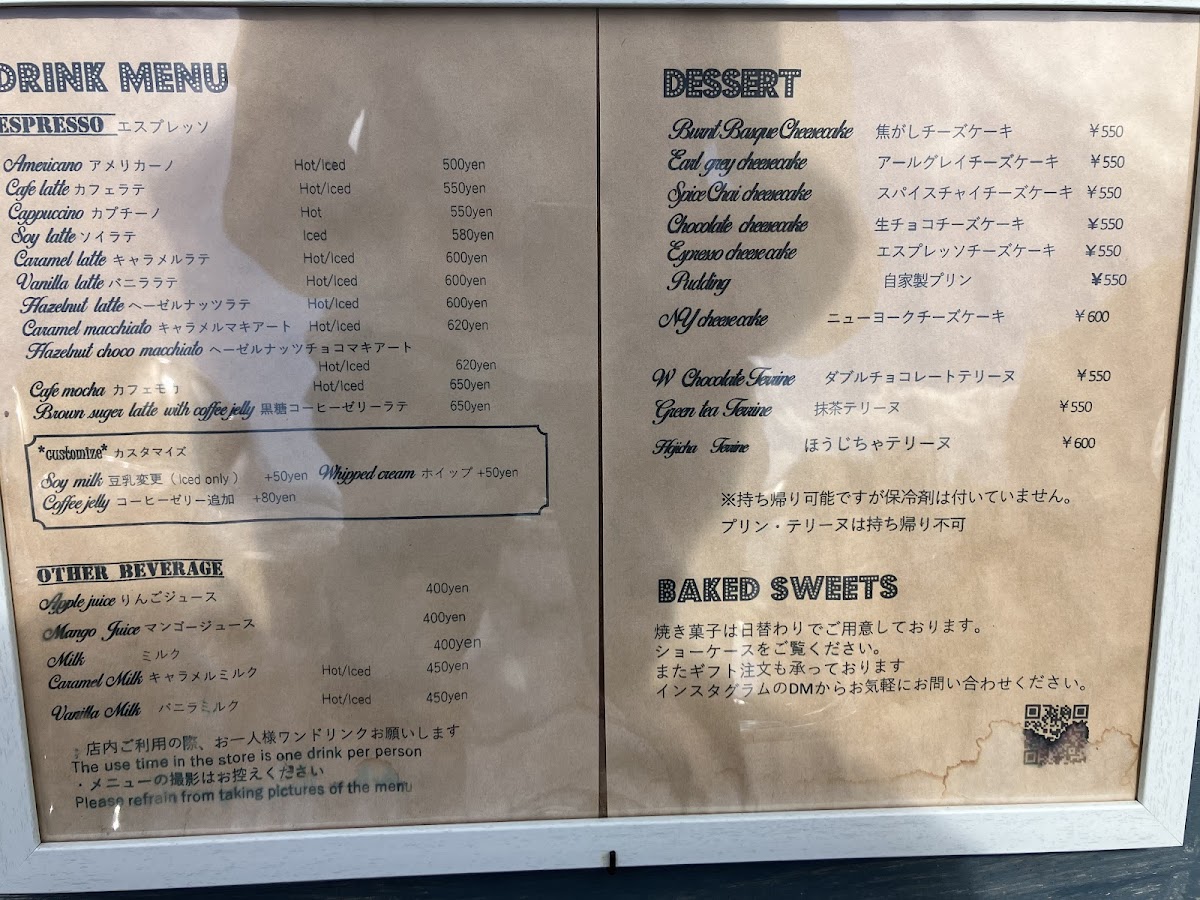 DRINK MENU
ESPRESSO エスプレッソ
Americano アメリカーノ Hot/Iced 500yen
Cafe latte カフェラテ Hot/Iced 550yen
Cappuccino カプチーノ Hot 550yen
Soy latte ソイラテ Iced 580yen
Caramel latte キャラメルラテ Hot/Iced 600yen
Vanilla latte バニララテ Hot/Iced 600yen
Hazelnut latte ヘーゼルナッツラテ Hot/Iced 600yen
Caramel macchiato キャラメルマキアート Hot/Iced 620yen
Hazelnut choco macchiato ヘーゼルナッツチョコマキアート
Hot/Iced 620yen
Cafe mocha カフェモカ Hot/Iced 650yen
Brown suger latte with coffee jelly 黒糖コーヒーゼリーラテ 650yen
*customize* カスタマイズ
Soy milk 豆乳変更（Iced only） +50yen Whipped cream ホイップ +50yen
Coffee jelly コーヒーゼリー追加 +80yen
OTHER BEVERAGE
Apple juice りんごジュース 400yen
Mango Juice マンゴージュース 400yen
Milk ミルク 400yen
Caramel Milk キャラメルミルク Hot/Iced 450yen
Vanilla Milk バニラミルク Hot/Iced 450yen
・店内ご利用の際、お一人様ワンドリンクお願いします
The use time in the store is one drink per person
・メニューの撮影はお控えください
Please refrain from taking pictures of the menu
DESSERT
Burnt Basque Cheesecake 焦がしチーズケーキ ¥550
Earl grey cheesecake アールグレイチーズケーキ ¥550
Spice Chai cheesecake スパイスチャイチーズケーキ ¥550
Chocolate cheesecake 生チョコチーズケーキ ¥550
Espresso cheese cake エスプレッソチーズケーキ ¥550
Pudding 自家製プリン ¥550
NY cheese cake ニューヨークチーズケーキ ¥600
W Chocolate Terrine ダブルチョコレートテリーヌ ¥550
Green tea Terrine 抹茶テリーヌ ¥550
Hojicha Terrine ほうじちゃテリーヌ ¥600
※持ち帰り可能ですが保冷剤は付いていません。
プリン・テリーヌは持ち帰り不可
BAKED SWEETS
焼き菓子は日替わりでご用意しております。
ショーケースをご覧ください。
またギフト注文も承っております
インスタグラムのDMからお気軽にお問い合わせください。